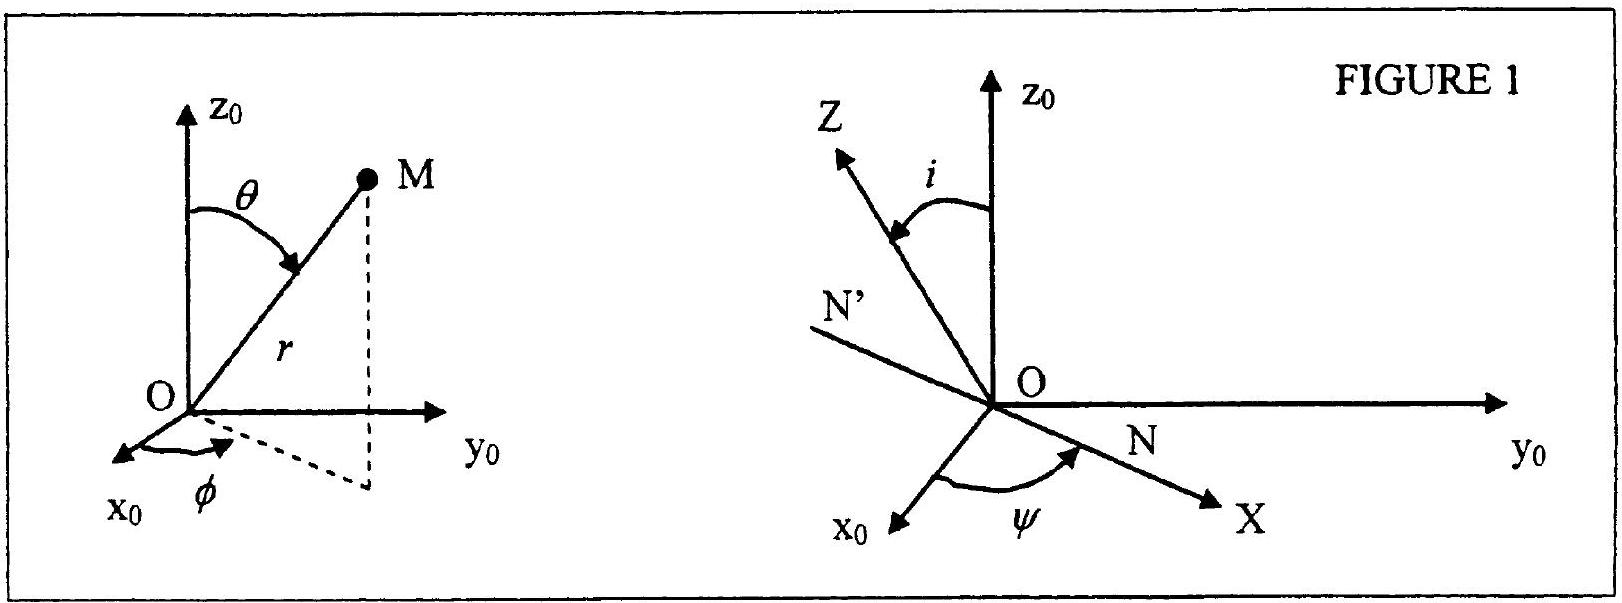 FIGURE 1
z₀
θ
M
r
O
y₀
x₀
ϕ
Z
z₀
i
N’
O
N
y₀
x₀
ψ
X